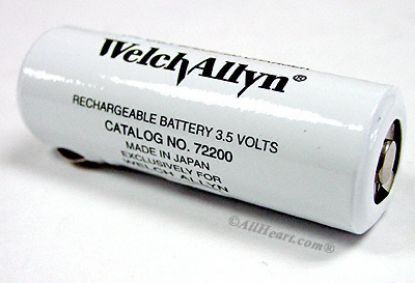 WelchAllyn®
RECHARGEABLE BATTERY 3.5 VOLTS
CATALOG NO. 72200
MADE IN JAPAN
EXCLUSIVELY FOR
WELCH ALLYN
©AllHeart.com®